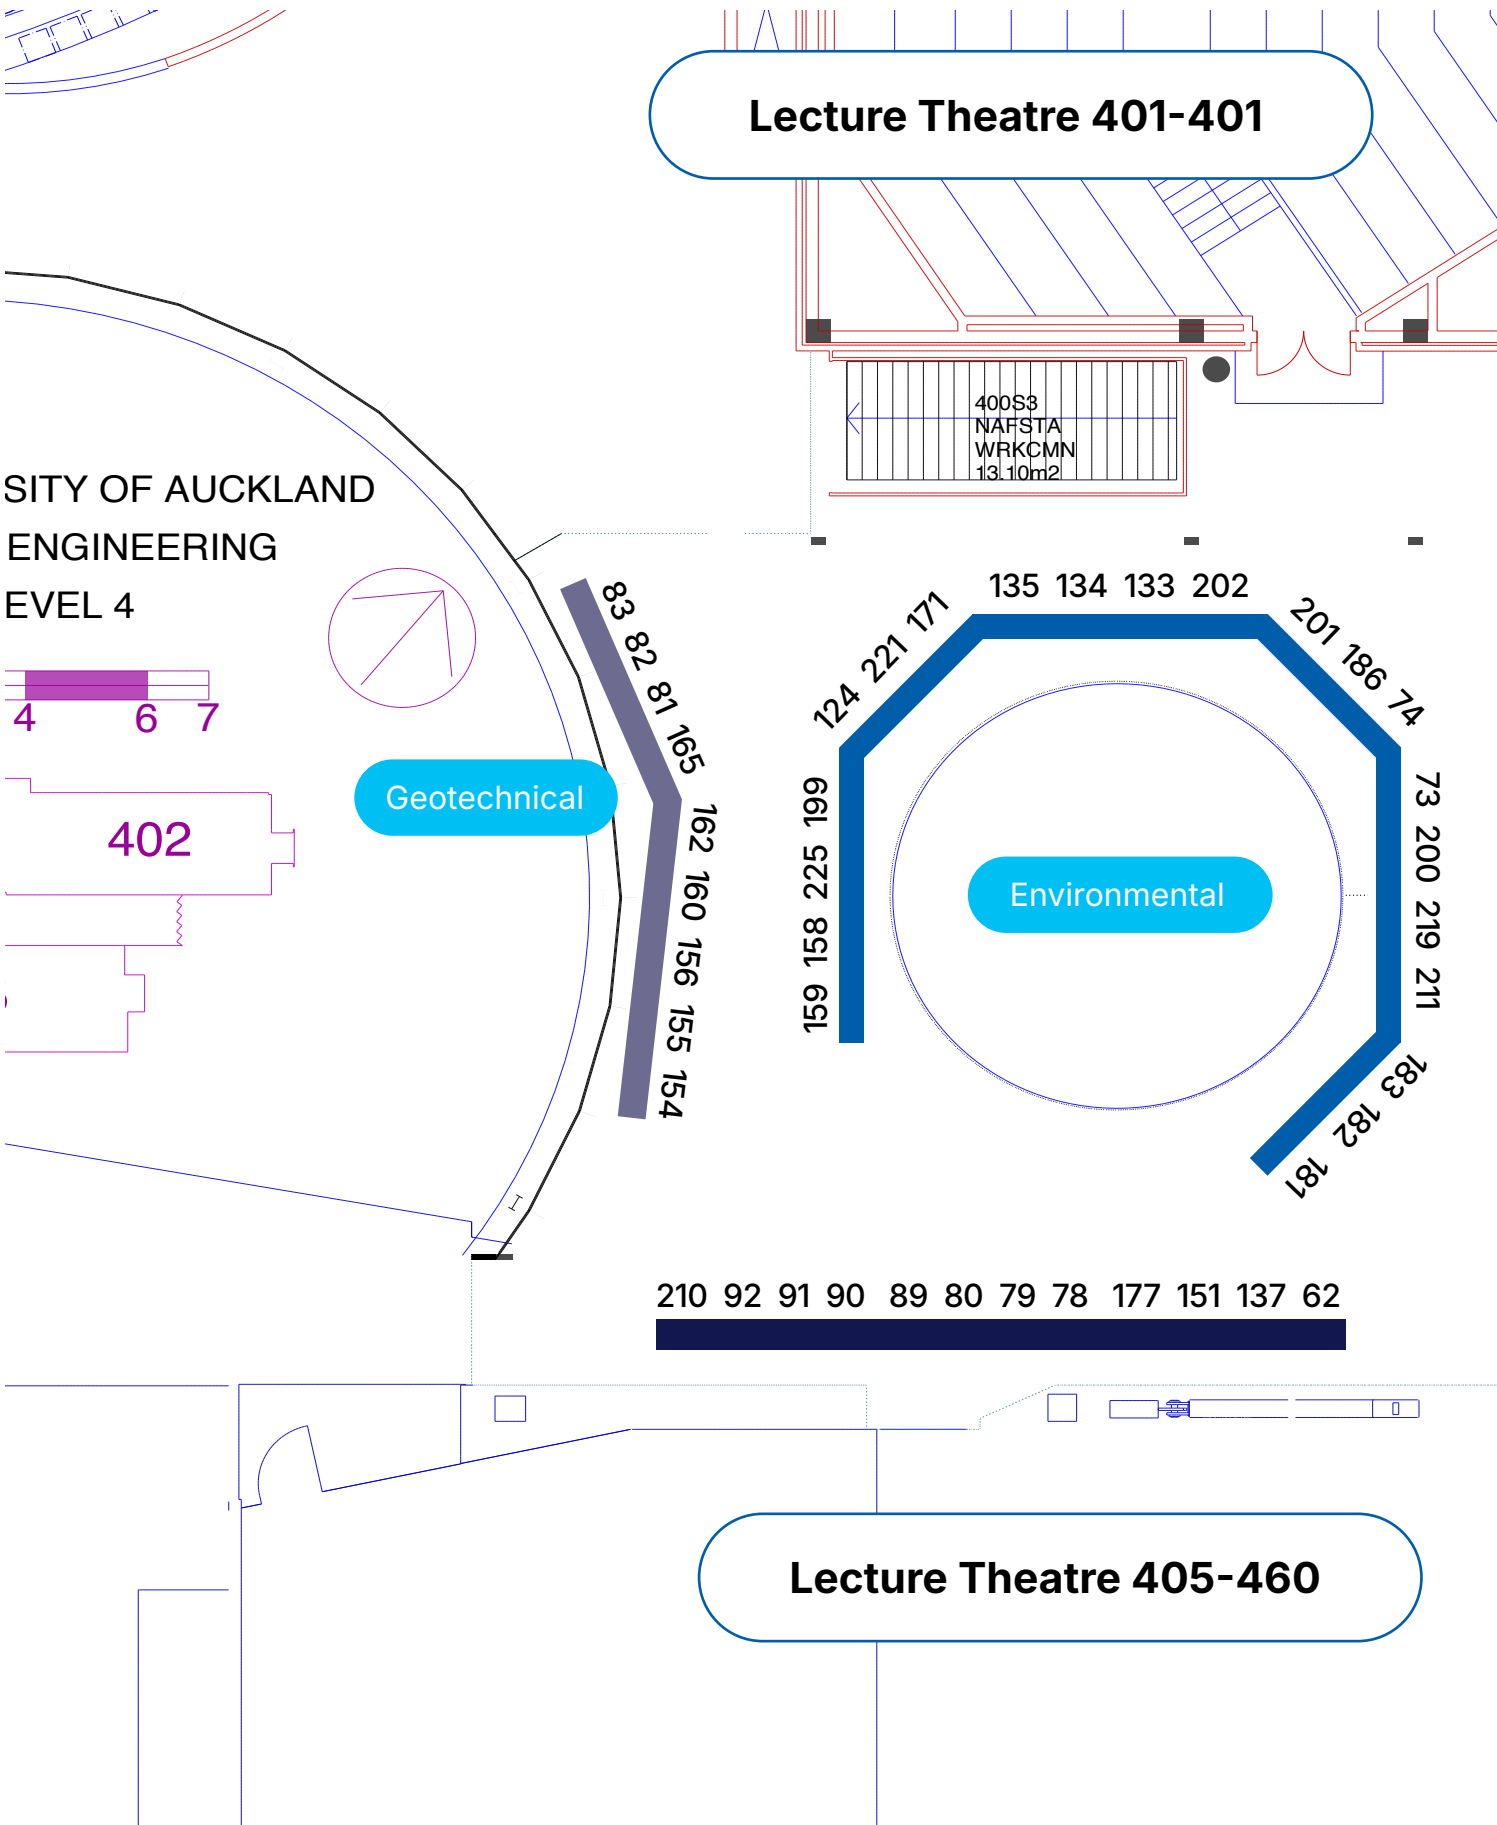 Lecture Theatre 401-401
400S3
NAFSTA
WRKCMN
13.10m2
SITY OF AUCKLAND
ENGINEERING
EVEL 4
4 6 7
402
Geotechnical
83 82 81 165
162 160 156 155 154
159 158 225 199
124 221 171
135 134 133 202
201 186 74
73 200 219 211
183 182 181
Environmental
210 92 91 90 89 80 79 78 177 151 137 62
Lecture Theatre 405-460